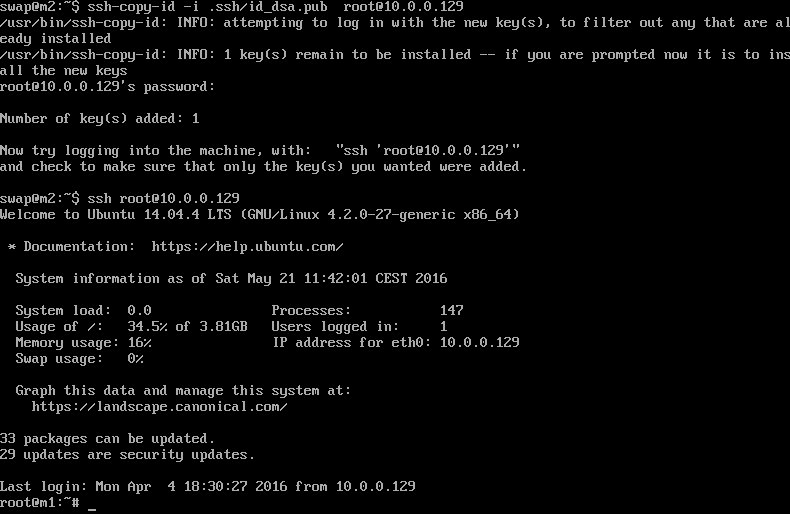 swap@m2:~$ ssh-copy-id -i .ssh/id_dsa.pub  root@10.0.0.129
/usr/bin/ssh-copy-id: INFO: attempting to log in with the new key(s), to filter out any that are alr
eady installed
/usr/bin/ssh-copy-id: INFO: 1 key(s) remain to be installed -- if you are prompted now it is to inst
all the new keys
root@10.0.0.129's password:
Number of key(s) added: 1
Now try logging into the machine, with:   "ssh 'root@10.0.0.129'"
and check to make sure that only the key(s) you wanted were added.
swap@m2:~$ ssh root@10.0.0.129
Welcome to Ubuntu 14.04.4 LTS (GNU/Linux 4.2.0-27-generic x86_64)
 * Documentation:  https://help.ubuntu.com/
  System information as of Sat May 21 11:42:01 CEST 2016
  System load:  0.0               Processes:           147
  Usage of /:   34.5% of 3.81GB   Users logged in:     1
  Memory usage: 16%               IP address for eth0: 10.0.0.129
  Swap usage:   0%
  Graph this data and manage this system at:
    https://landscape.canonical.com/
33 packages can be updated.
29 updates are security updates.
Last login: Mon Apr  4 18:30:27 2016 from 10.0.0.129
root@m1:~# _